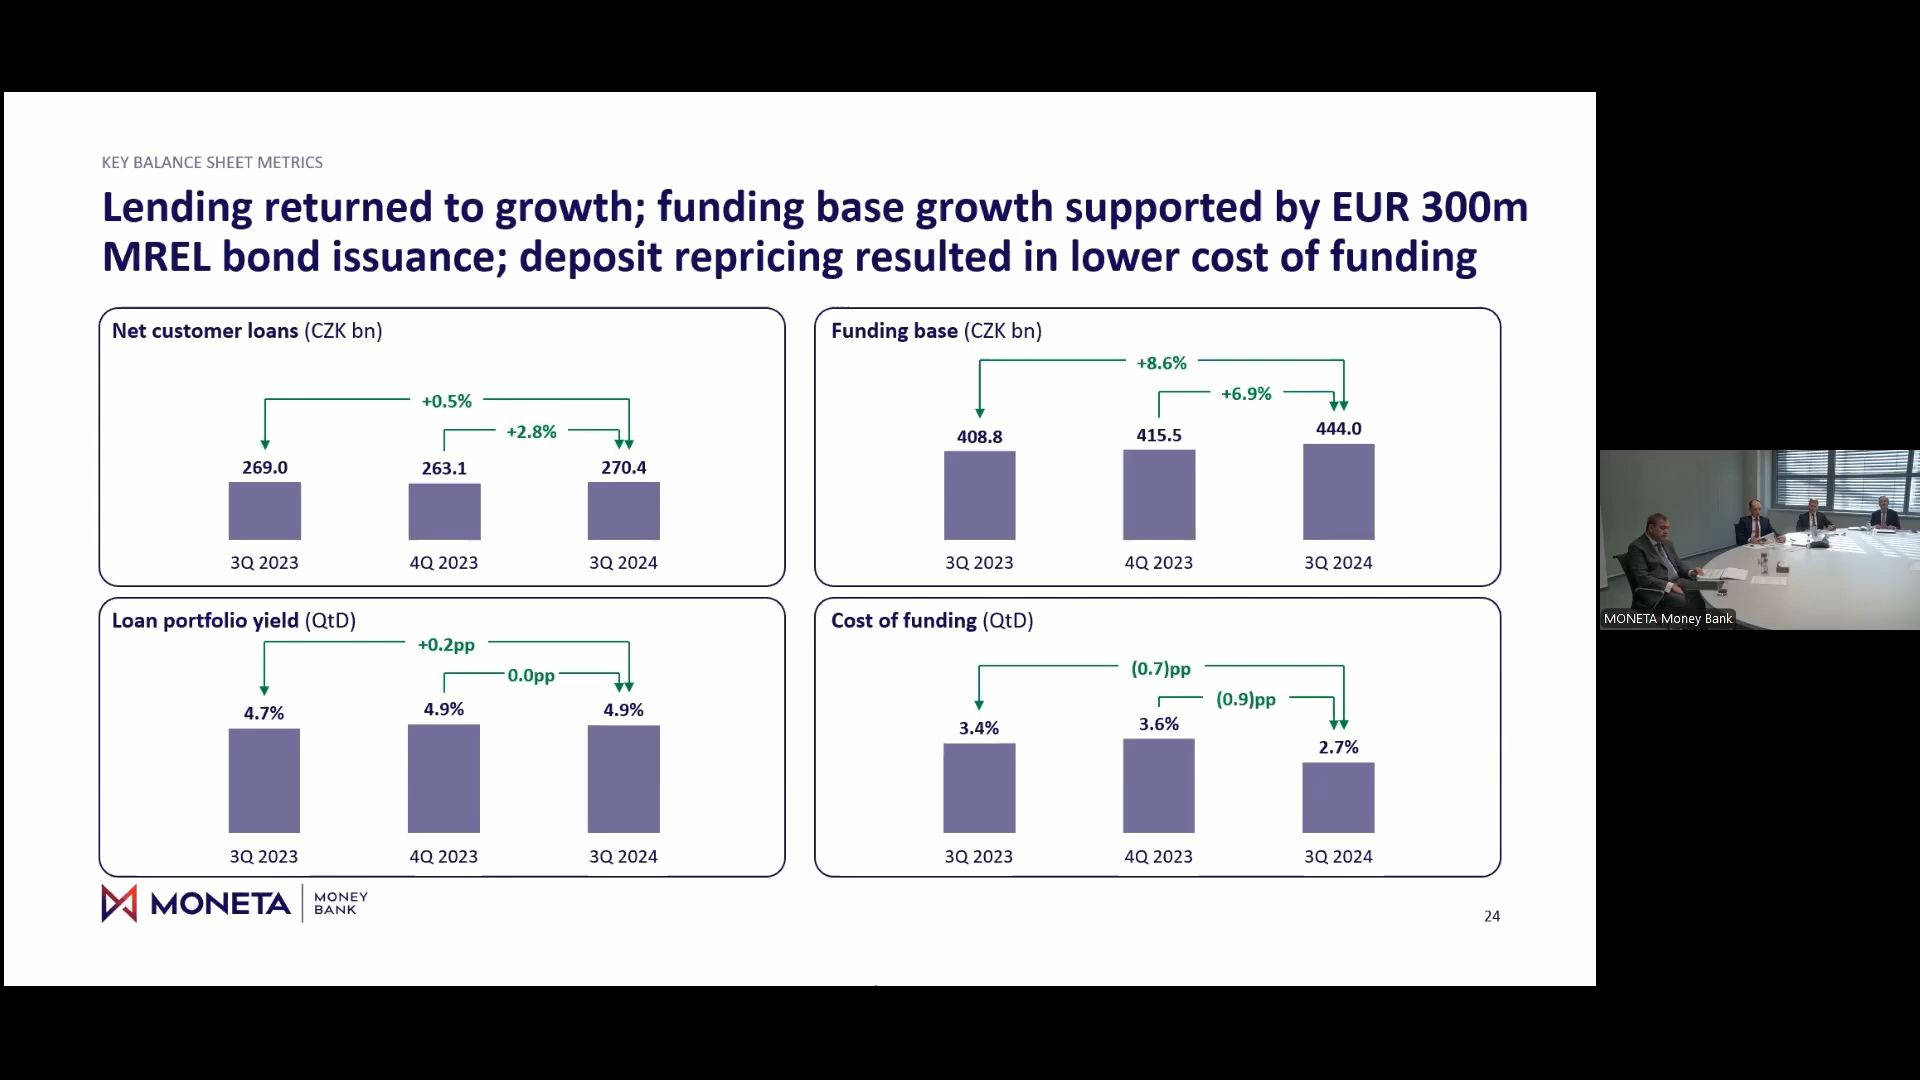 KEY BALANCE SHEET METRICS
Lending returned to growth; funding base growth supported by EUR 300m
MREL bond issuance; deposit repricing resulted in lower cost of funding
Net customer loans (CZK bn)
+0.5%
+2.8%
269.0 263.1 270.4
3Q 2023 4Q 2023 3Q 2024
Funding base (CZK bn)
+8.6%
+6.9%
408.8 415.5 444.0
3Q 2023 4Q 2023 3Q 2024
Loan portfolio yield (QtD)
+0.2pp
0.0pp
4.7% 4.9% 4.9%
3Q 2023 4Q 2023 3Q 2024
Cost of funding (QtD)
(0.7)pp
(0.9)pp
3.4% 3.6% 2.7%
3Q 2023 4Q 2023 3Q 2024
MONETA MONEY
BANK
24
MONETA Money Bank